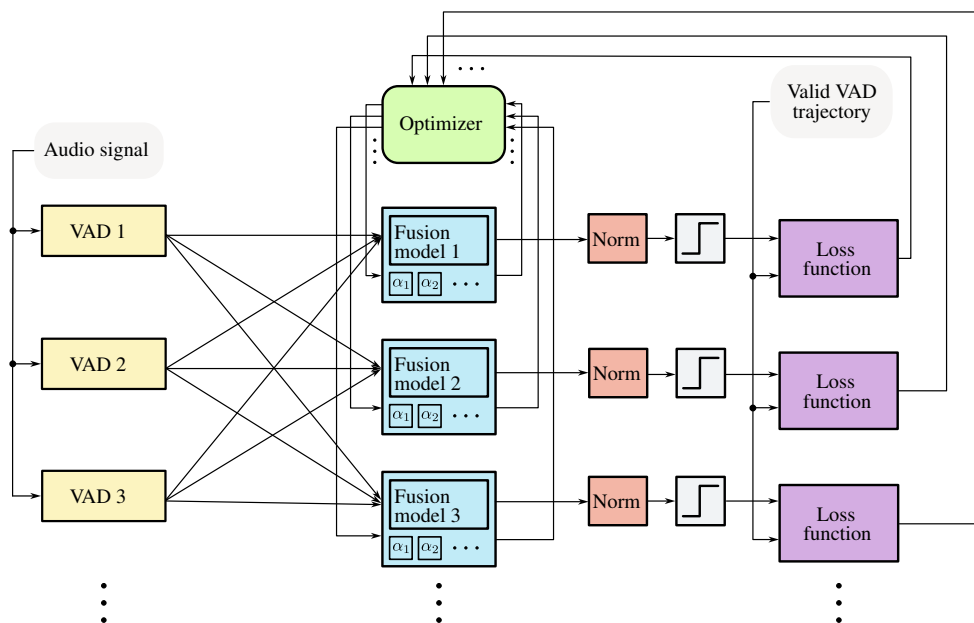 Optimizer
Valid VAD
trajectory
Audio signal
VAD 1
Fusion
model 1
α₁ α₂ ...
Norm
Loss
function
VAD 2
Fusion
model 2
α₁ α₂ ...
Norm
Loss
function
VAD 3
Fusion
model 3
α₁ α₂ ...
Norm
Loss
function